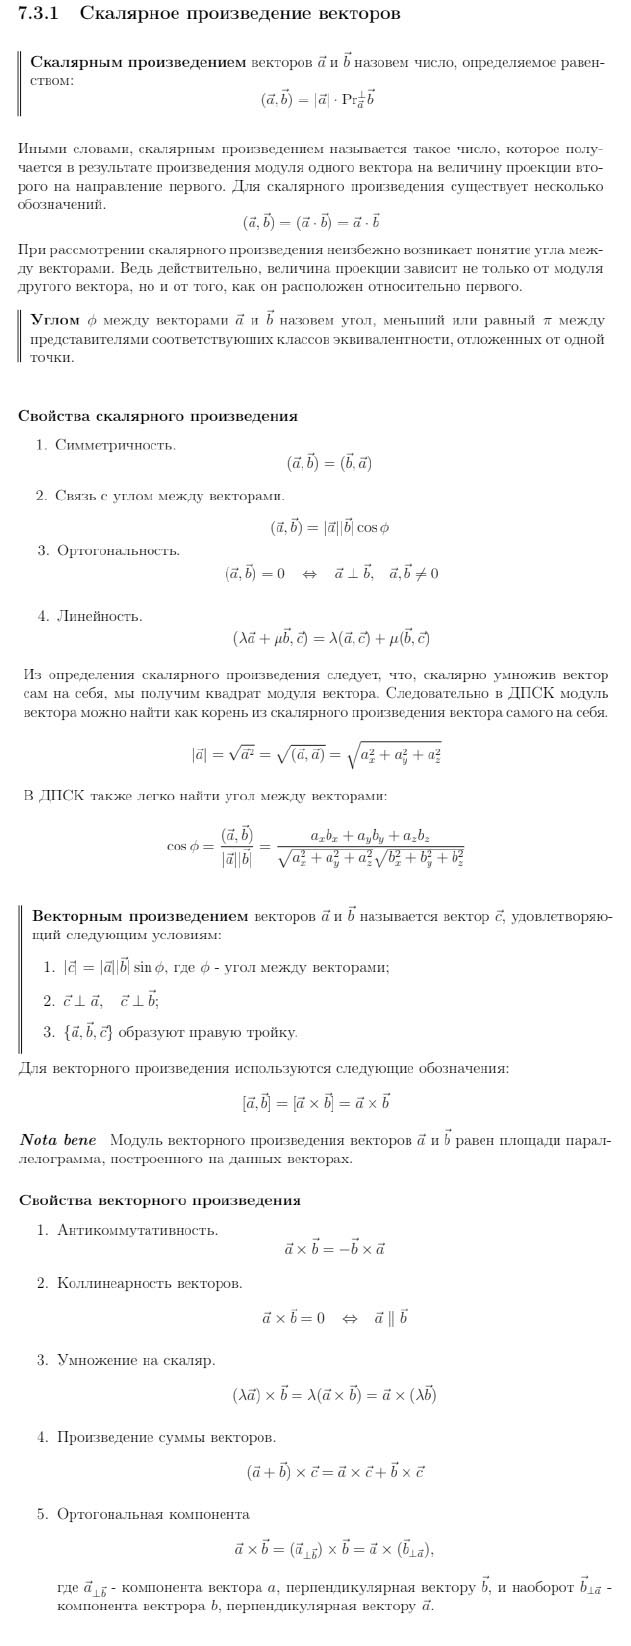 7.3.1 Скалярное произведение векторов
Скалярным произведением векторов $\vec{a}$ и $\vec{b}$ назовем число, определяемое равен-
ством:
$(\vec{a}, \vec{b}) = |\vec{a}| \cdot \text{Pr}_{\vec{a}}^{\perp} \vec{b}$
Иными словами, скалярным произведением называется такое число, которое полу-
чается в результате произведения модуля одного вектора на величину проекции вто-
рого на направление первого. Для скалярного произведения существует несколько
обозначений.
$(\vec{a}, \vec{b}) = (\vec{a} \cdot \vec{b}) = \vec{a} \cdot \vec{b}$
При рассмотрении скалярного произведения неизбежно возникает понятие угла меж-
ду векторами. Ведь действительно, величина проекции зависит не только от модуля
другого вектора, но и от того, как он расположен относительно первого.
Углом $\phi$ между векторами $\vec{a}$ и $\vec{b}$ назовем угол, меньший или равный $\pi$ между
представителями соответствуюших классов эквивалентности, отложенных от одной
точки.
Свойства скалярного произведения
1. Симметричность.
$(\vec{a}, \vec{b}) = (\vec{b}, \vec{a})$
2. Связь с углом между векторами.
$(\vec{a}, \vec{b}) = |\vec{a}||\vec{b}| \cos \phi$
3. Ортогональность.
$(\vec{a}, \vec{b}) = 0 \Leftrightarrow \vec{a} \perp \vec{b}, \quad \vec{a}, \vec{b} \neq 0$
4. Линейность.
$(\lambda\vec{a} + \mu\vec{b}, \vec{c}) = \lambda(\vec{a}, \vec{c}) + \mu(\vec{b}, \vec{c})$
Из определения скалярного произведения следует, что, скалярно умножив вектор
сам на себя, мы получим квадрат модуля вектора. Следовательно в ДПСК модуль
вектора можно найти как корень из скалярного произведения вектора самого на себя.
$|\vec{a}| = \sqrt{\vec{a}^2} = \sqrt{(\vec{a}, \vec{a})} = \sqrt{a_x^2 + a_y^2 + a_z^2}$
В ДПСК также легко найти угол между векторами:
$\cos \phi = \frac{(\vec{a}, \vec{b})}{|\vec{a}||\vec{b}|} = \frac{a_x b_x + a_y b_y + a_z b_z}{\sqrt{a_x^2 + a_y^2 + a_z^2}\sqrt{b_x^2 + b_y^2 + b_z^2}}$
Векторным произведением векторов $\vec{a}$ и $\vec{b}$ называется вектор $\vec{c}$, удовлетворяю-
щий следующим условиям:
1. $|\vec{c}| = |\vec{a}||\vec{b}| \sin \phi$, где $\phi$ - угол между векторами;
2. $\vec{c} \perp \vec{a}, \quad \vec{c} \perp \vec{b}$;
3. $\{\vec{a}, \vec{b}, \vec{c}\}$ образуют правую тройку.
Для векторного произведения используются следующие обозначения:
$[\vec{a}, \vec{b}] = [\vec{a} \times \vec{b}] = \vec{a} \times \vec{b}$
Nota bene Модуль векторного произведения векторов $\vec{a}$ и $\vec{b}$ равен площади парал-
лелограмма, построенного на данных векторах.
Свойства векторного произведения
1. Антикоммутативность.
$\vec{a} \times \vec{b} = -\vec{b} \times \vec{a}$
2. Коллинеарность векторов.
$\vec{a} \times \vec{b} = 0 \Leftrightarrow \vec{a} \parallel \vec{b}$
3. Умножение на скаляр.
$(\lambda\vec{a}) \times \vec{b} = \lambda(\vec{a} \times \vec{b}) = \vec{a} \times (\lambda\vec{b})$
4. Произведение суммы векторов.
$(\vec{a} + \vec{b}) \times \vec{c} = \vec{a} \times \vec{c} + \vec{b} \times \vec{c}$
5. Ортогональная компонента
$\vec{a} \times \vec{b} = (\vec{a}_{\perp\vec{b}}) \times \vec{b} = \vec{a} \times (\vec{b}_{\perp\vec{a}}),$
где $\vec{a}_{\perp\vec{b}}$ - компонента вектора $a$, перпендикулярная вектору $\vec{b}$, и наоборот $\vec{b}_{\perp\vec{a}}$ -
компонента вектрора $b$, перпендикулярная вектору $\vec{a}$.